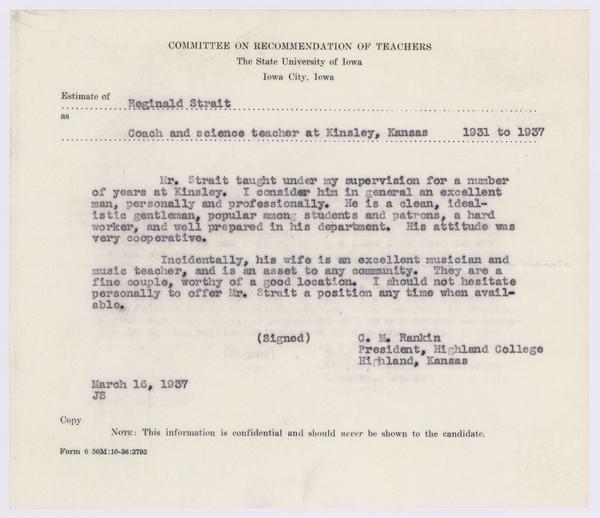 COMMITTEE ON RECOMMENDATION OF TEACHERS
The State University of Iowa
Iowa City, Iowa
Estimate of Reginald Strait
as
Coach and science teacher at Kinsley, Kansas 1931 to 1937
Mr. Strait taught under my supervision for a number
of years at Kinsley. I consider him in general an excellent
man, personally and professionally. He is a clean, ideal-
istic gentleman, popular among students and patrons, a hard
worker, and well prepared in his department. His attitude was
very cooperative.
Incidentally, his wife is an excellent musician and
music teacher, and is an asset to any community. They are a
fine couple, worthy of a good location. I should not hesitate
personally to offer Mr. Strait a position any time when avail-
able.
(Signed) C. M. Rankin
President, Highland College
Highland, Kansas
March 16, 1937
JS
Copy
NOTE: This information is confidential and should never be shown to the candidate.
Form 6 50M:10-36:3793